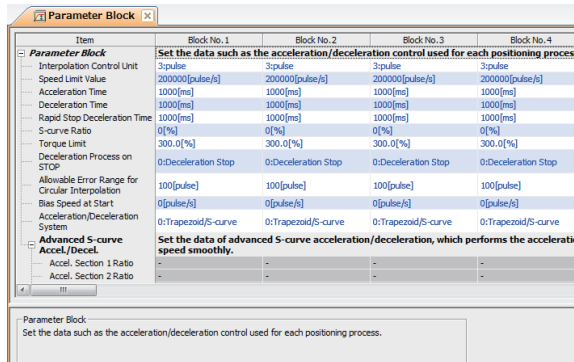 Parameter Block
Item Block No.1 Block No.2 Block No.3 Block No.4
Parameter Block Set the data such as the acceleration/deceleration control used for each positioning proces
Interpolation Control Unit 3:pulse 3:pulse 3:pulse 3:pulse
Speed Limit Value 200000[pulse/s] 200000[pulse/s] 200000[pulse/s] 200000[pulse/s]
Acceleration Time 1000[ms] 1000[ms] 1000[ms] 1000[ms]
Deceleration Time 1000[ms] 1000[ms] 1000[ms] 1000[ms]
Rapid Stop Deceleration Time 1000[ms] 1000[ms] 1000[ms] 1000[ms]
S-curve Ratio 0[%] 0[%] 0[%] 0[%]
Torque Limit 300.0[%] 300.0[%] 300.0[%] 300.0[%]
Deceleration Process on
STOP 0:Deceleration Stop 0:Deceleration Stop 0:Deceleration Stop 0:Deceleration Stop
Allowable Error Range for
Circular Interpolation 100[pulse] 100[pulse] 100[pulse] 100[pulse]
Bias Speed at Start 0[pulse/s] 0[pulse/s] 0[pulse/s] 0[pulse/s]
Acceleration/Deceleration
System 0:Trapezoid/S-curve 0:Trapezoid/S-curve 0:Trapezoid/S-curve 0:Trapezoid/S-curve
Advanced S-curve Set the data of advanced S-curve acceleration/deceleration, which performs the accelerati
Accel./Decel. speed smoothly.
Accel. Section 1 Ratio - - - -
Accel. Section 2 Ratio - - - -
Parameter Block
Set the data such as the acceleration/deceleration control used for each positioning process.